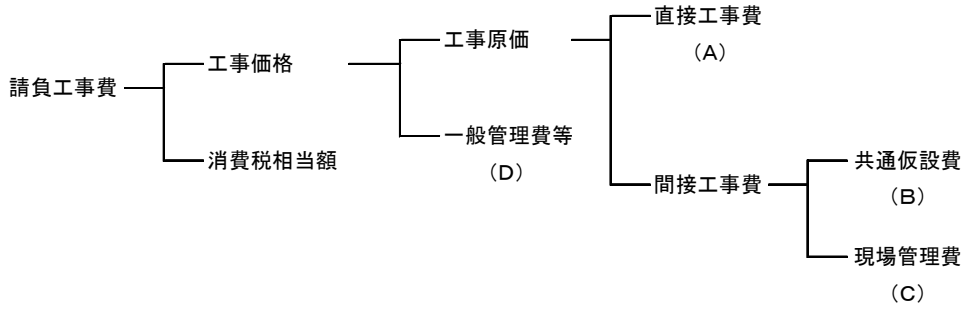 直接工事費
工事原価
(A)
工事価格
請負工事費
一般管理費等
消費税相当額
(D)
共通仮設費
間接工事費
(B)
現場管理費
(C)